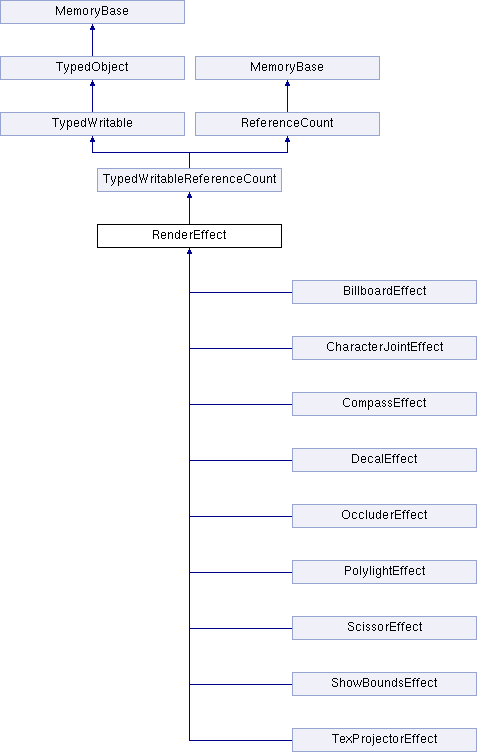 MemoryBase
TypedObject
MemoryBase
TypedWritable
ReferenceCount
TypedWritableReferenceCount
RenderEffect
BillboardEffect
CharacterJointEffect
CompassEffect
DecalEffect
OccluderEffect
PolylightEffect
ScissorEffect
ShowBoundsEffect
TexProjectorEffect